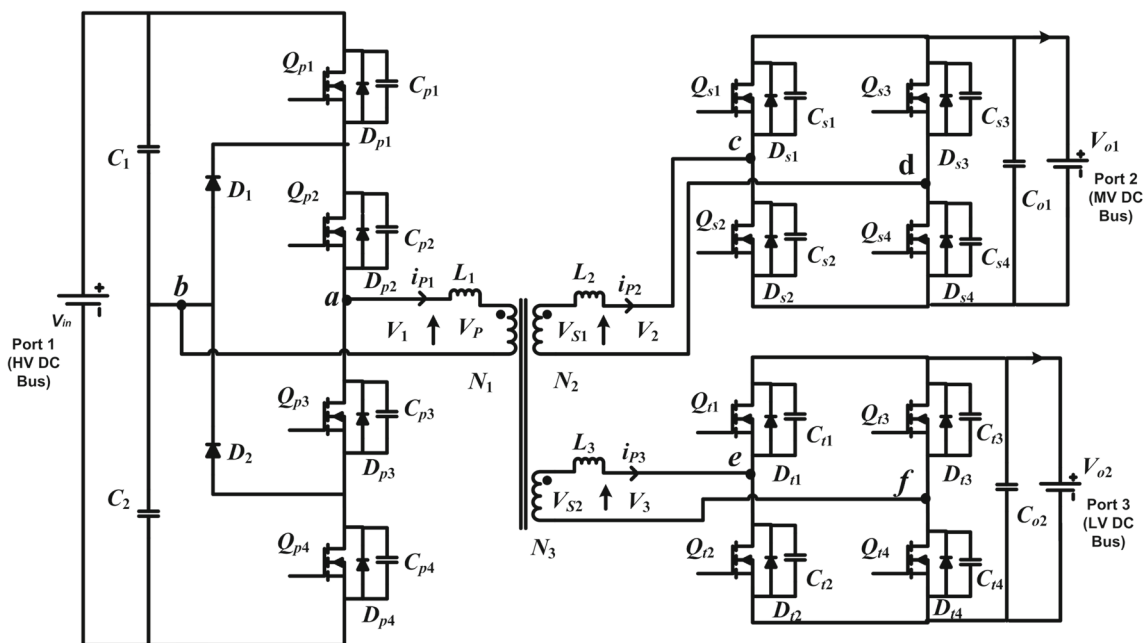 Qp1
Cp1
Dp1
C1
D1
Qp2
Cp2
Dp2
b
a
iP1
L1
Vin
Port 1
(HV DC
Bus)
V1
VP
N1
Qp3
Cp3
Dp3
D2
C2
Qp4
Cp4
Dp4
L2
iP2
VS1
V2
N2
L3
iP3
VS2
V3
N3
Qs1
Cs1
Ds1
Qs3
Cs3
Ds3
c
d
Qs2
Cs2
Ds2
Qs4
Cs4
Ds4
Co1
Vo1
Port 2
(MV DC
Bus)
Qt1
Ct1
Dt1
Qt3
Ct3
Dt3
e
f
Qt2
Ct2
Dt2
Qt4
Ct4
Dt4
Co2
Vo2
Port 3
(LV DC
Bus)